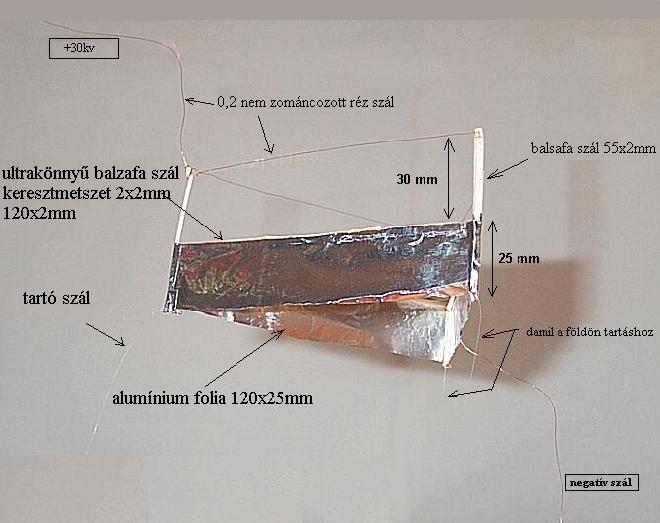 +30kv
0,2 nem zománcozott réz szál
balsafa szál 55x2mm
ultrakönnyű balzafa szál
keresztmetszet 2x2mm
120x2mm
30 mm
25 mm
tartó szál
damil a földön tartáshoz
alumínium folia 120x25mm
negatív szál